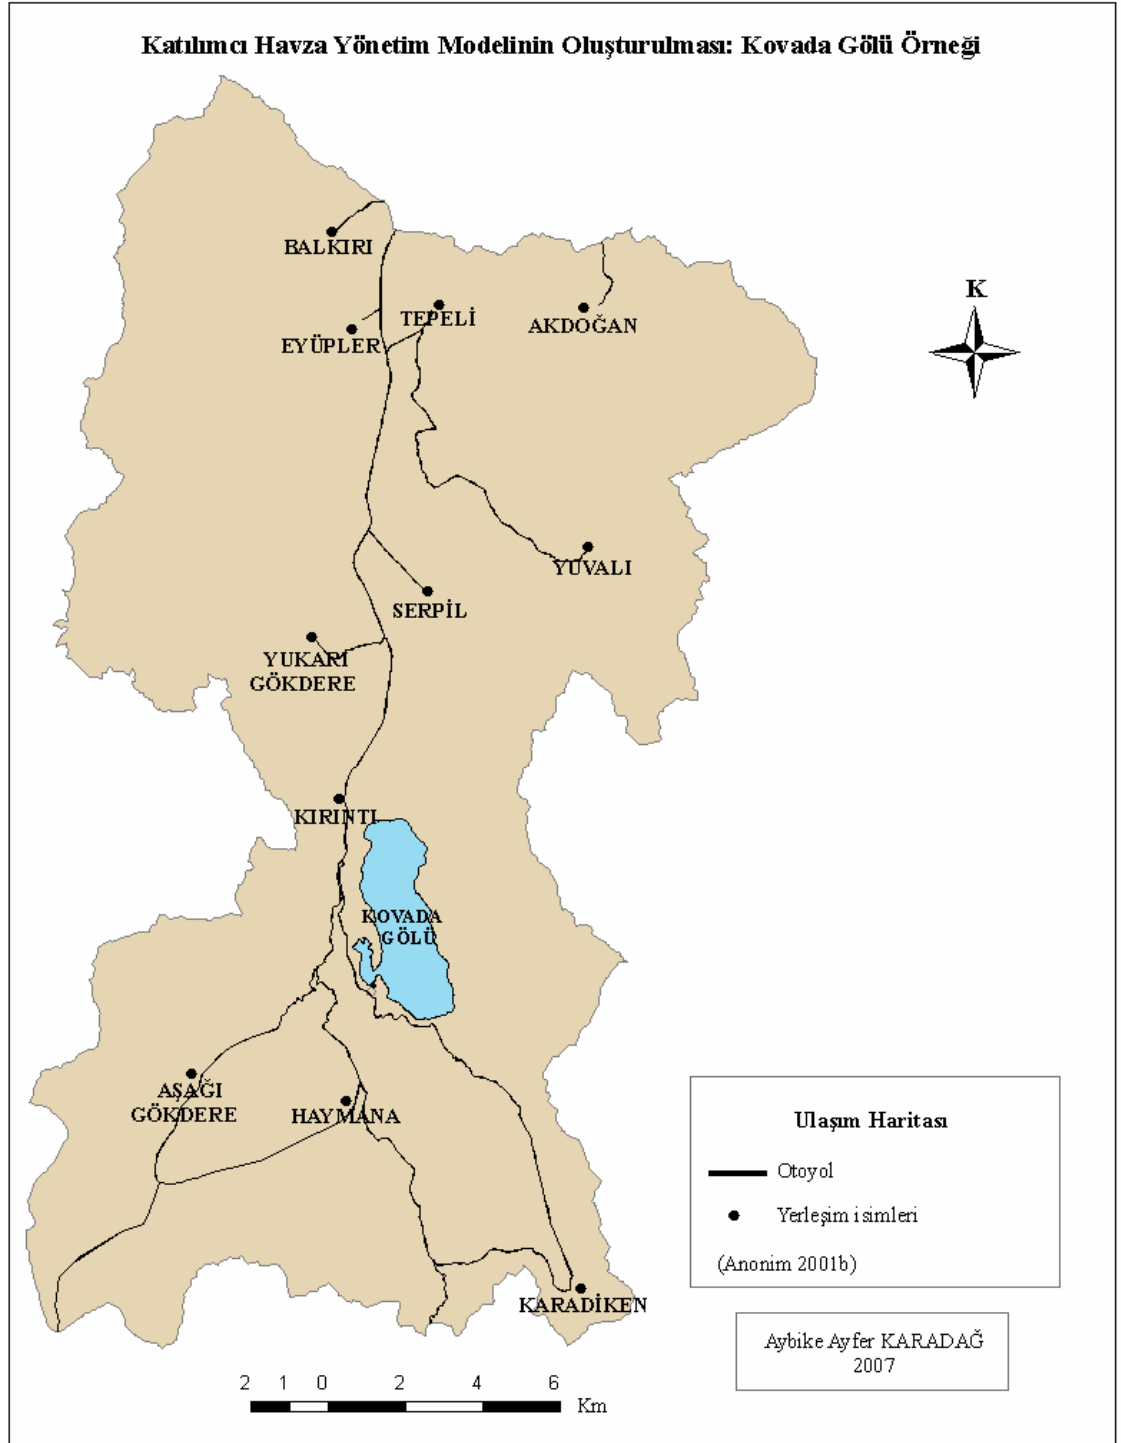 Katılımcı Havza Yönetim Modelinin Oluşturulması: Kovada Gölü Örneği
BALKIRI
K
TEPELİ
AKDOĞAN
EYÜPLER
YUVALI
SERPİL
YUKARI
GÖKDERE
KIRINTI
KOVADA
GÖLÜ
AŞAĞI
GÖKDERE
HAYMANA
KARADİKEN
Ulaşım Haritası
Otoyol
Yerleşim isimleri
(Anonim 2001b)
Aybike Ayfer KARADAĞ
2007
2 1 0 2 4 6
Km